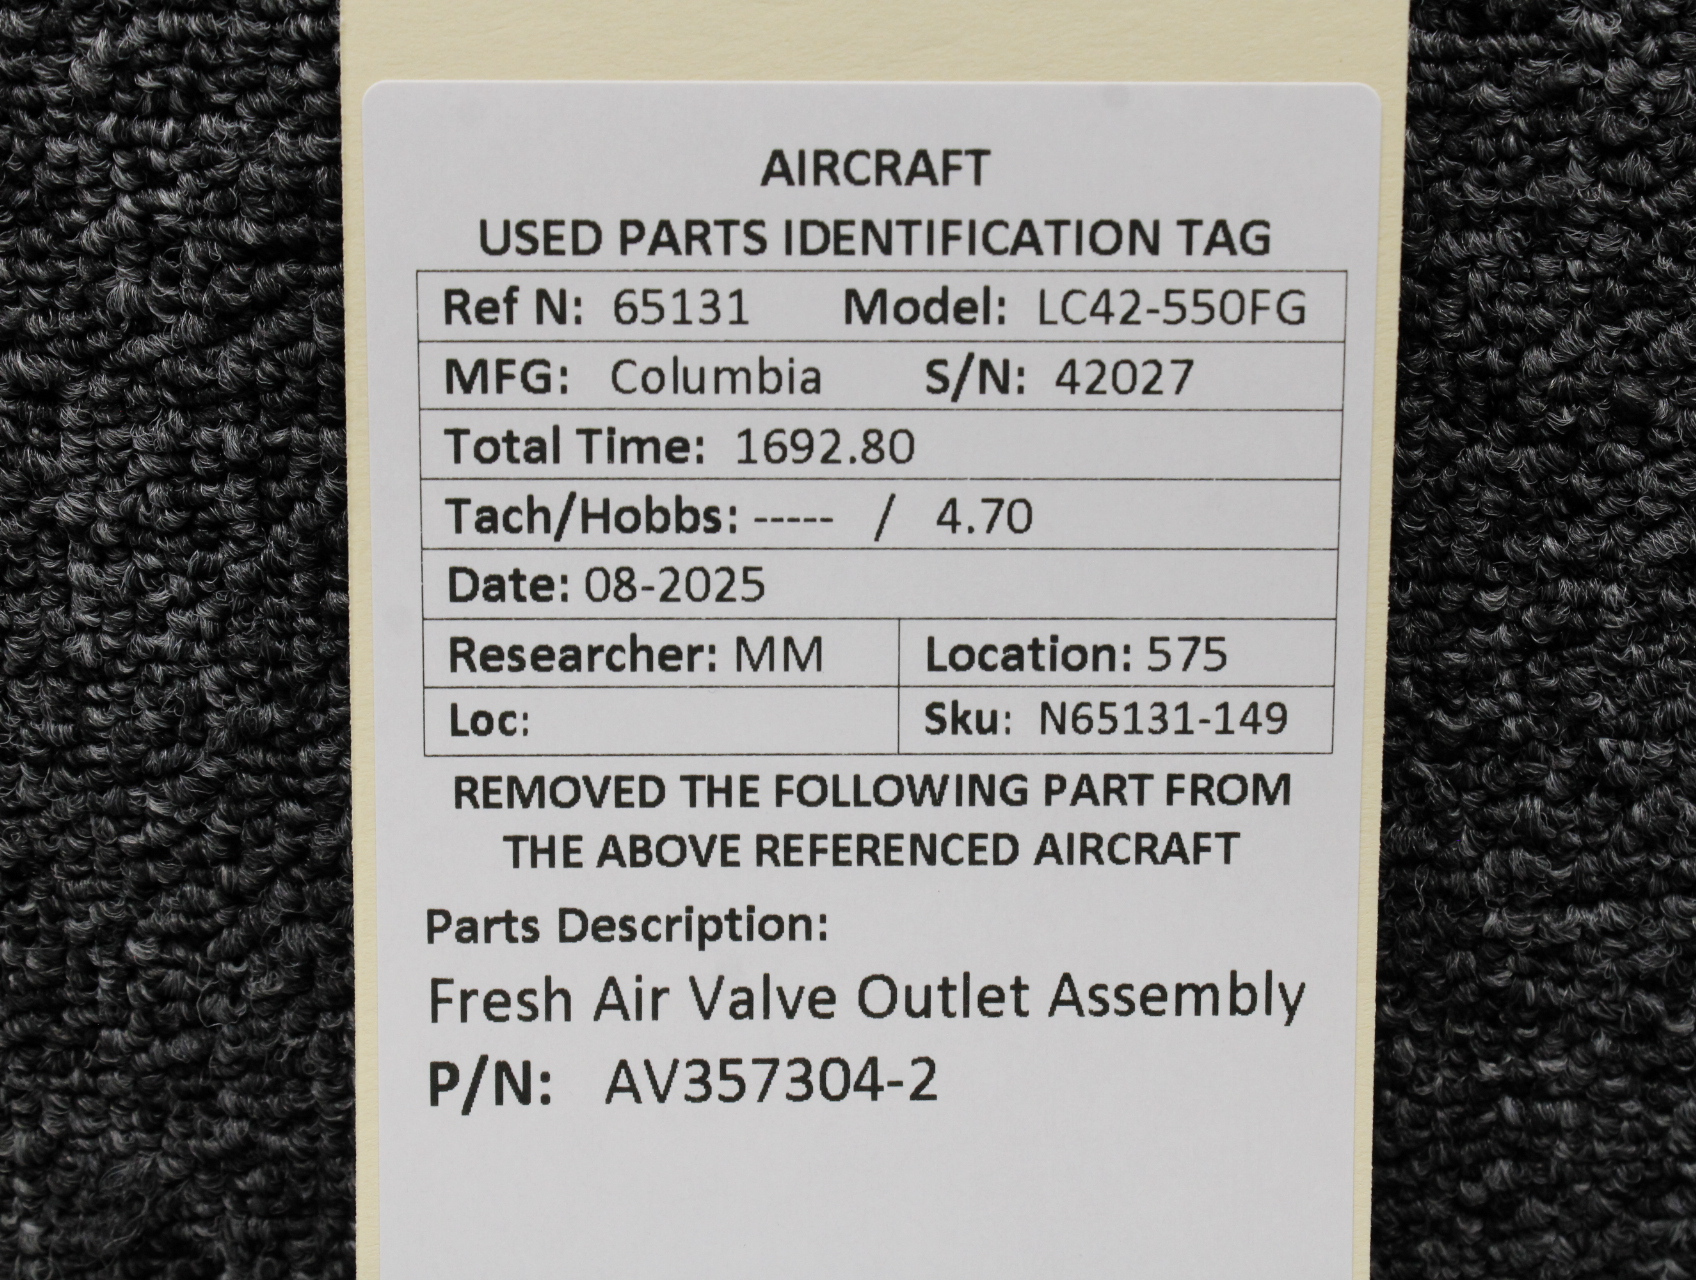 AIRCRAFT
USED PARTS IDENTIFICATION TAG
Ref N: 65131 Model: LC42-550FG
MFG: Columbia S/N: 42027
Total Time: 1692.80
Tach/Hobbs: ----- / 4.70
Date: 08-2025
Researcher: MM Location: 575
Loc: Sku: N65131-149
REMOVED THE FOLLOWING PART FROM
THE ABOVE REFERENCED AIRCRAFT
Parts Description:
Fresh Air Valve Outlet Assembly
P/N: AV357304-2